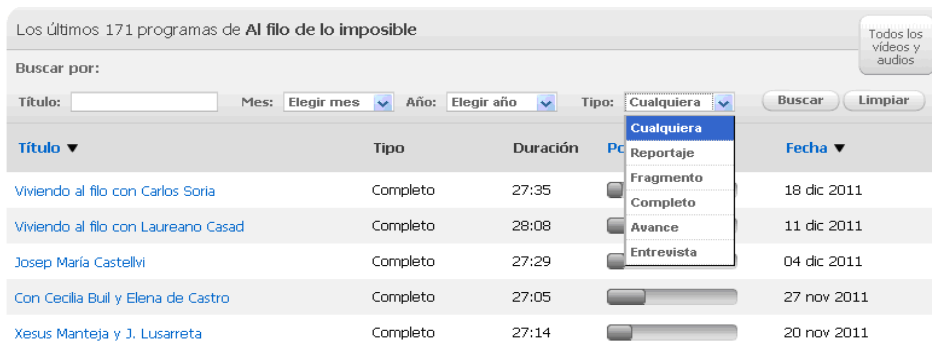 Los últimos 171 programas de Al filo de lo imposible
Todos los
vídeos y
audios
Buscar por:
Título: Mes: Elegir mes Año: Elegir año Tipo: Cualquiera Buscar Limpiar
Cualquiera
Reportaje
Fragmento
Completo
Avance
Entrevista
Título ▼ Tipo Duración Fecha ▼
Viviendo al filo con Carlos Soria Completo 27:35 18 dic 2011
Viviendo al filo con Laureano Casad Completo 28:08 11 dic 2011
Josep María Castellvi Completo 27:29 04 dic 2011
Con Cecilia Buil y Elena de Castro Completo 27:05 27 nov 2011
Xesus Manteja y J. Lusarreta Completo 27:14 20 nov 2011